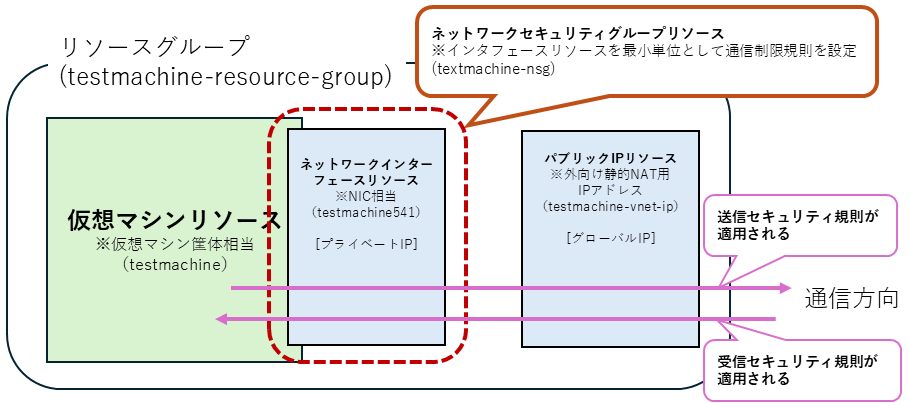 リソースグループ
(testmachine-resource-group)
ネットワークセキュリティグループリソース
※インタフェースリソースを最小単位として通信制限規則を設定
(textmachine-nsg)
仮想マシンリソース
※仮想マシン筐体相当
(testmachine)
ネットワークインター
フェースリソース
※NIC相当
(testmachine541)
[プライベートIP]
パブリックIPリソース
※外向け静的NAT用
IPアドレス
(testmachine-vnet-ip)
[グローバルIP]
送信セキュリティ規則が
適用される
通信方向
受信セキュリティ規則が
適用される